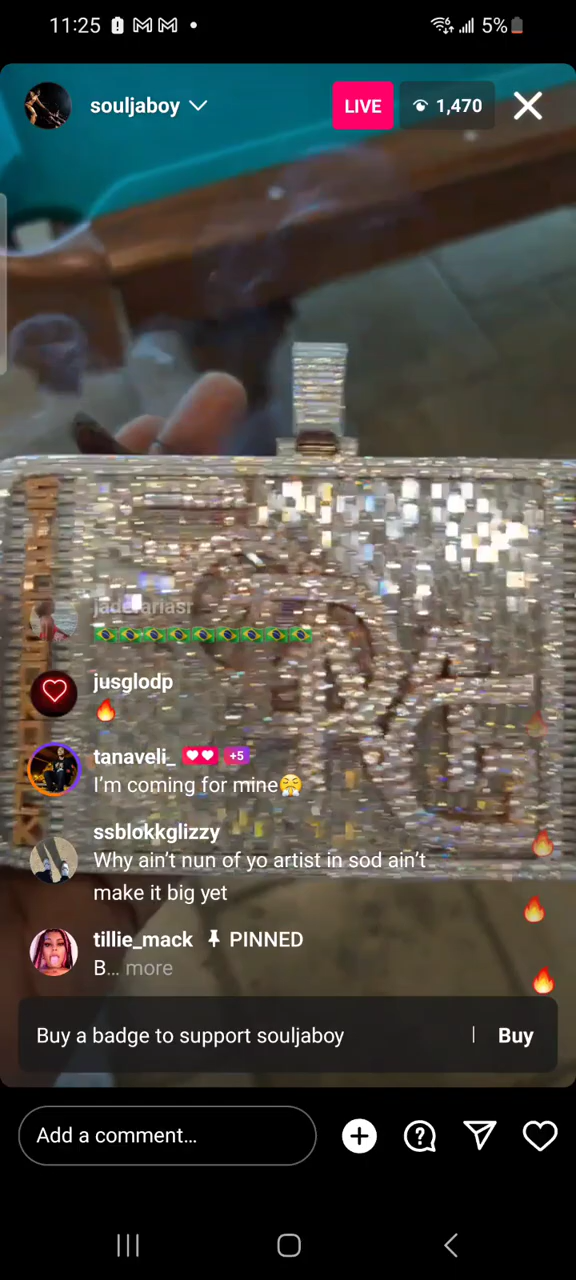 11:25
5%
souljaboy
LIVE
1,470
jadefariasr
🇧🇷🇧🇷🇧🇷🇧🇷🇧🇷🇧🇷🇧🇷🇧🇷🇧🇷
jusglodp
🔥
tanaveli_ +5
I'm coming for mine😤
ssblokkglizzy
Why ain't nun of yo artist in sod ain't
make it big yet
tillie_mack PINNED
B... more
Buy a badge to support souljaboy | Buy
Add a comment...